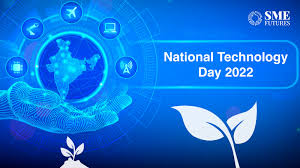 SME
FUTURES
National Technology
Day 2022